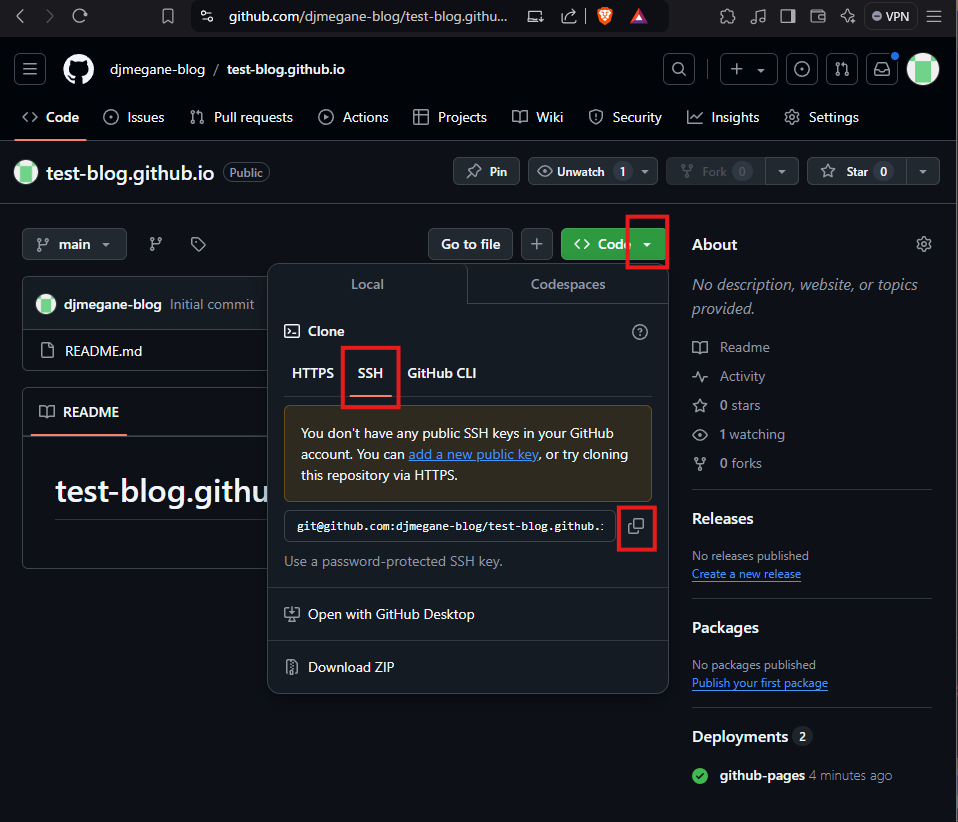 github.com/djmegane-blog/test-blog.githu...
VPN
djmegane-blog / test-blog.github.io
Code Issues Pull requests Actions Projects Wiki Security Insights Settings
test-blog.github.io Public
Pin
Unwatch 1
Fork 0
Star 0
main
Go to file
Code
djmegane-blog Initial commit
README.md
README
test-blog.githu
Local
Codespaces
Clone
HTTPS SSH GitHub CLI
You don't have any public SSH keys in your GitHub
account. You can add a new public key, or try cloning
this repository via HTTPS.
git@github.com:djmegane-blog/test-blog.github.
Use a password-protected SSH key.
Open with GitHub Desktop
Download ZIP
About
No description, website, or topics
provided.
Readme
Activity
0 stars
1 watching
0 forks
Releases
No releases published
Create a new release
Packages
No packages published
Publish your first package
Deployments 2
github-pages 4 minutes ago